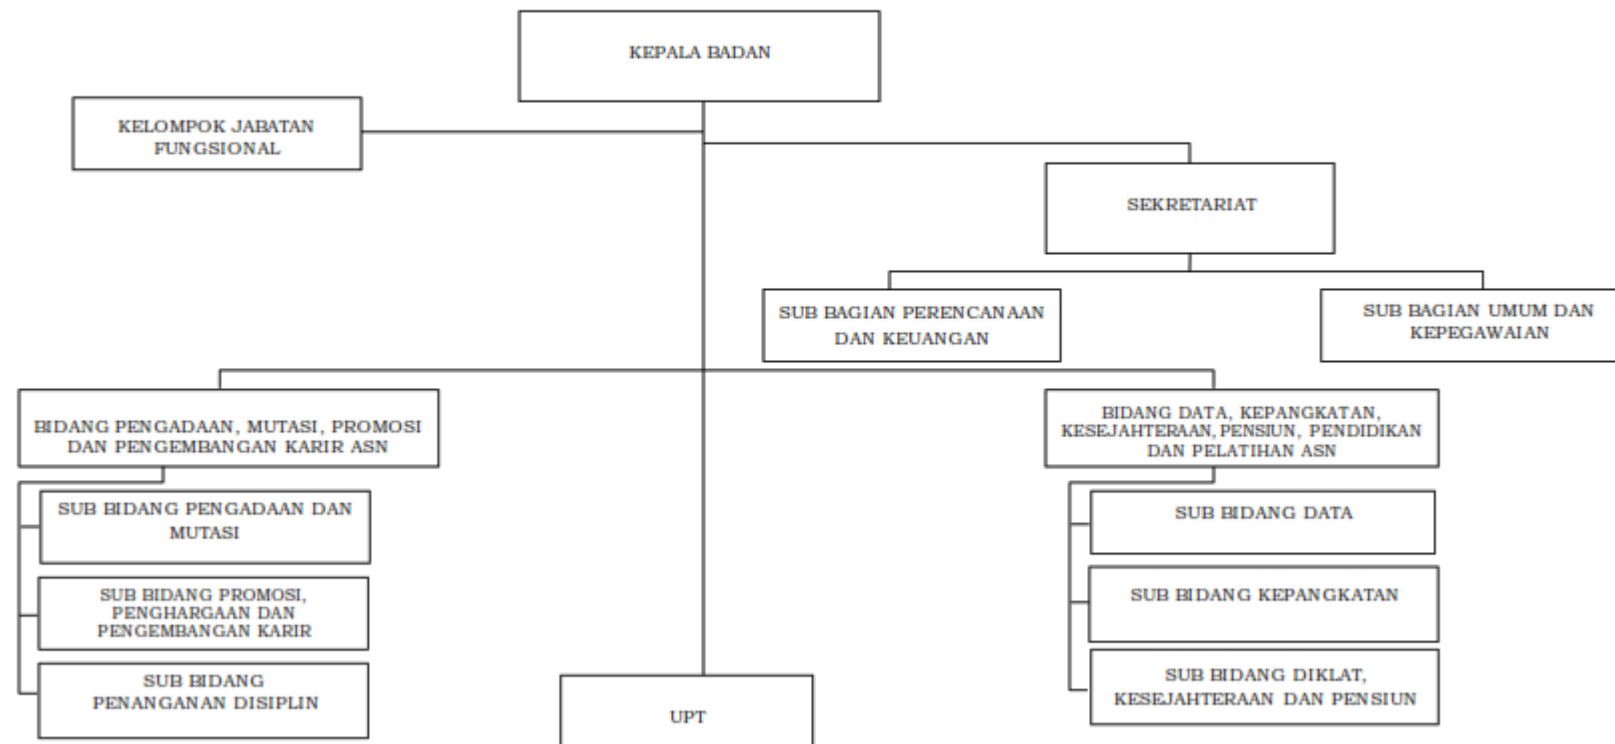 KEPALA BADAN
KELOMPOK JABATAN
FUNGSIONAL
SEKRETARIAT
SUB BAGIAN PERENCANAAN
DAN KEUANGAN
SUB BAGIAN UMUM DAN
KEPEGAWAIAN
BIDANG PENGADAAN, MUTASI, PROMOSI
DAN PENGEMBANGAN KARIR ASN
BIDANG DATA, KEPANGKATAN,
KESEJAHTERAAN, PENSIUN, PENDIDIKAN
DAN PELATIHAN ASN
SUB BIDANG PENGADAAN DAN
MUTASI
SUB BIDANG PROMOSI,
PENGHARGAAN DAN
PENGEMBANGAN KARIR
SUB BIDANG
PENANGANAN DISIPLIN
SUB BIDANG DATA
SUB BIDANG KEPANGKATAN
SUB BIDANG DIKLAT,
KESEJAHTERAAN DAN PENSIUN
UPT